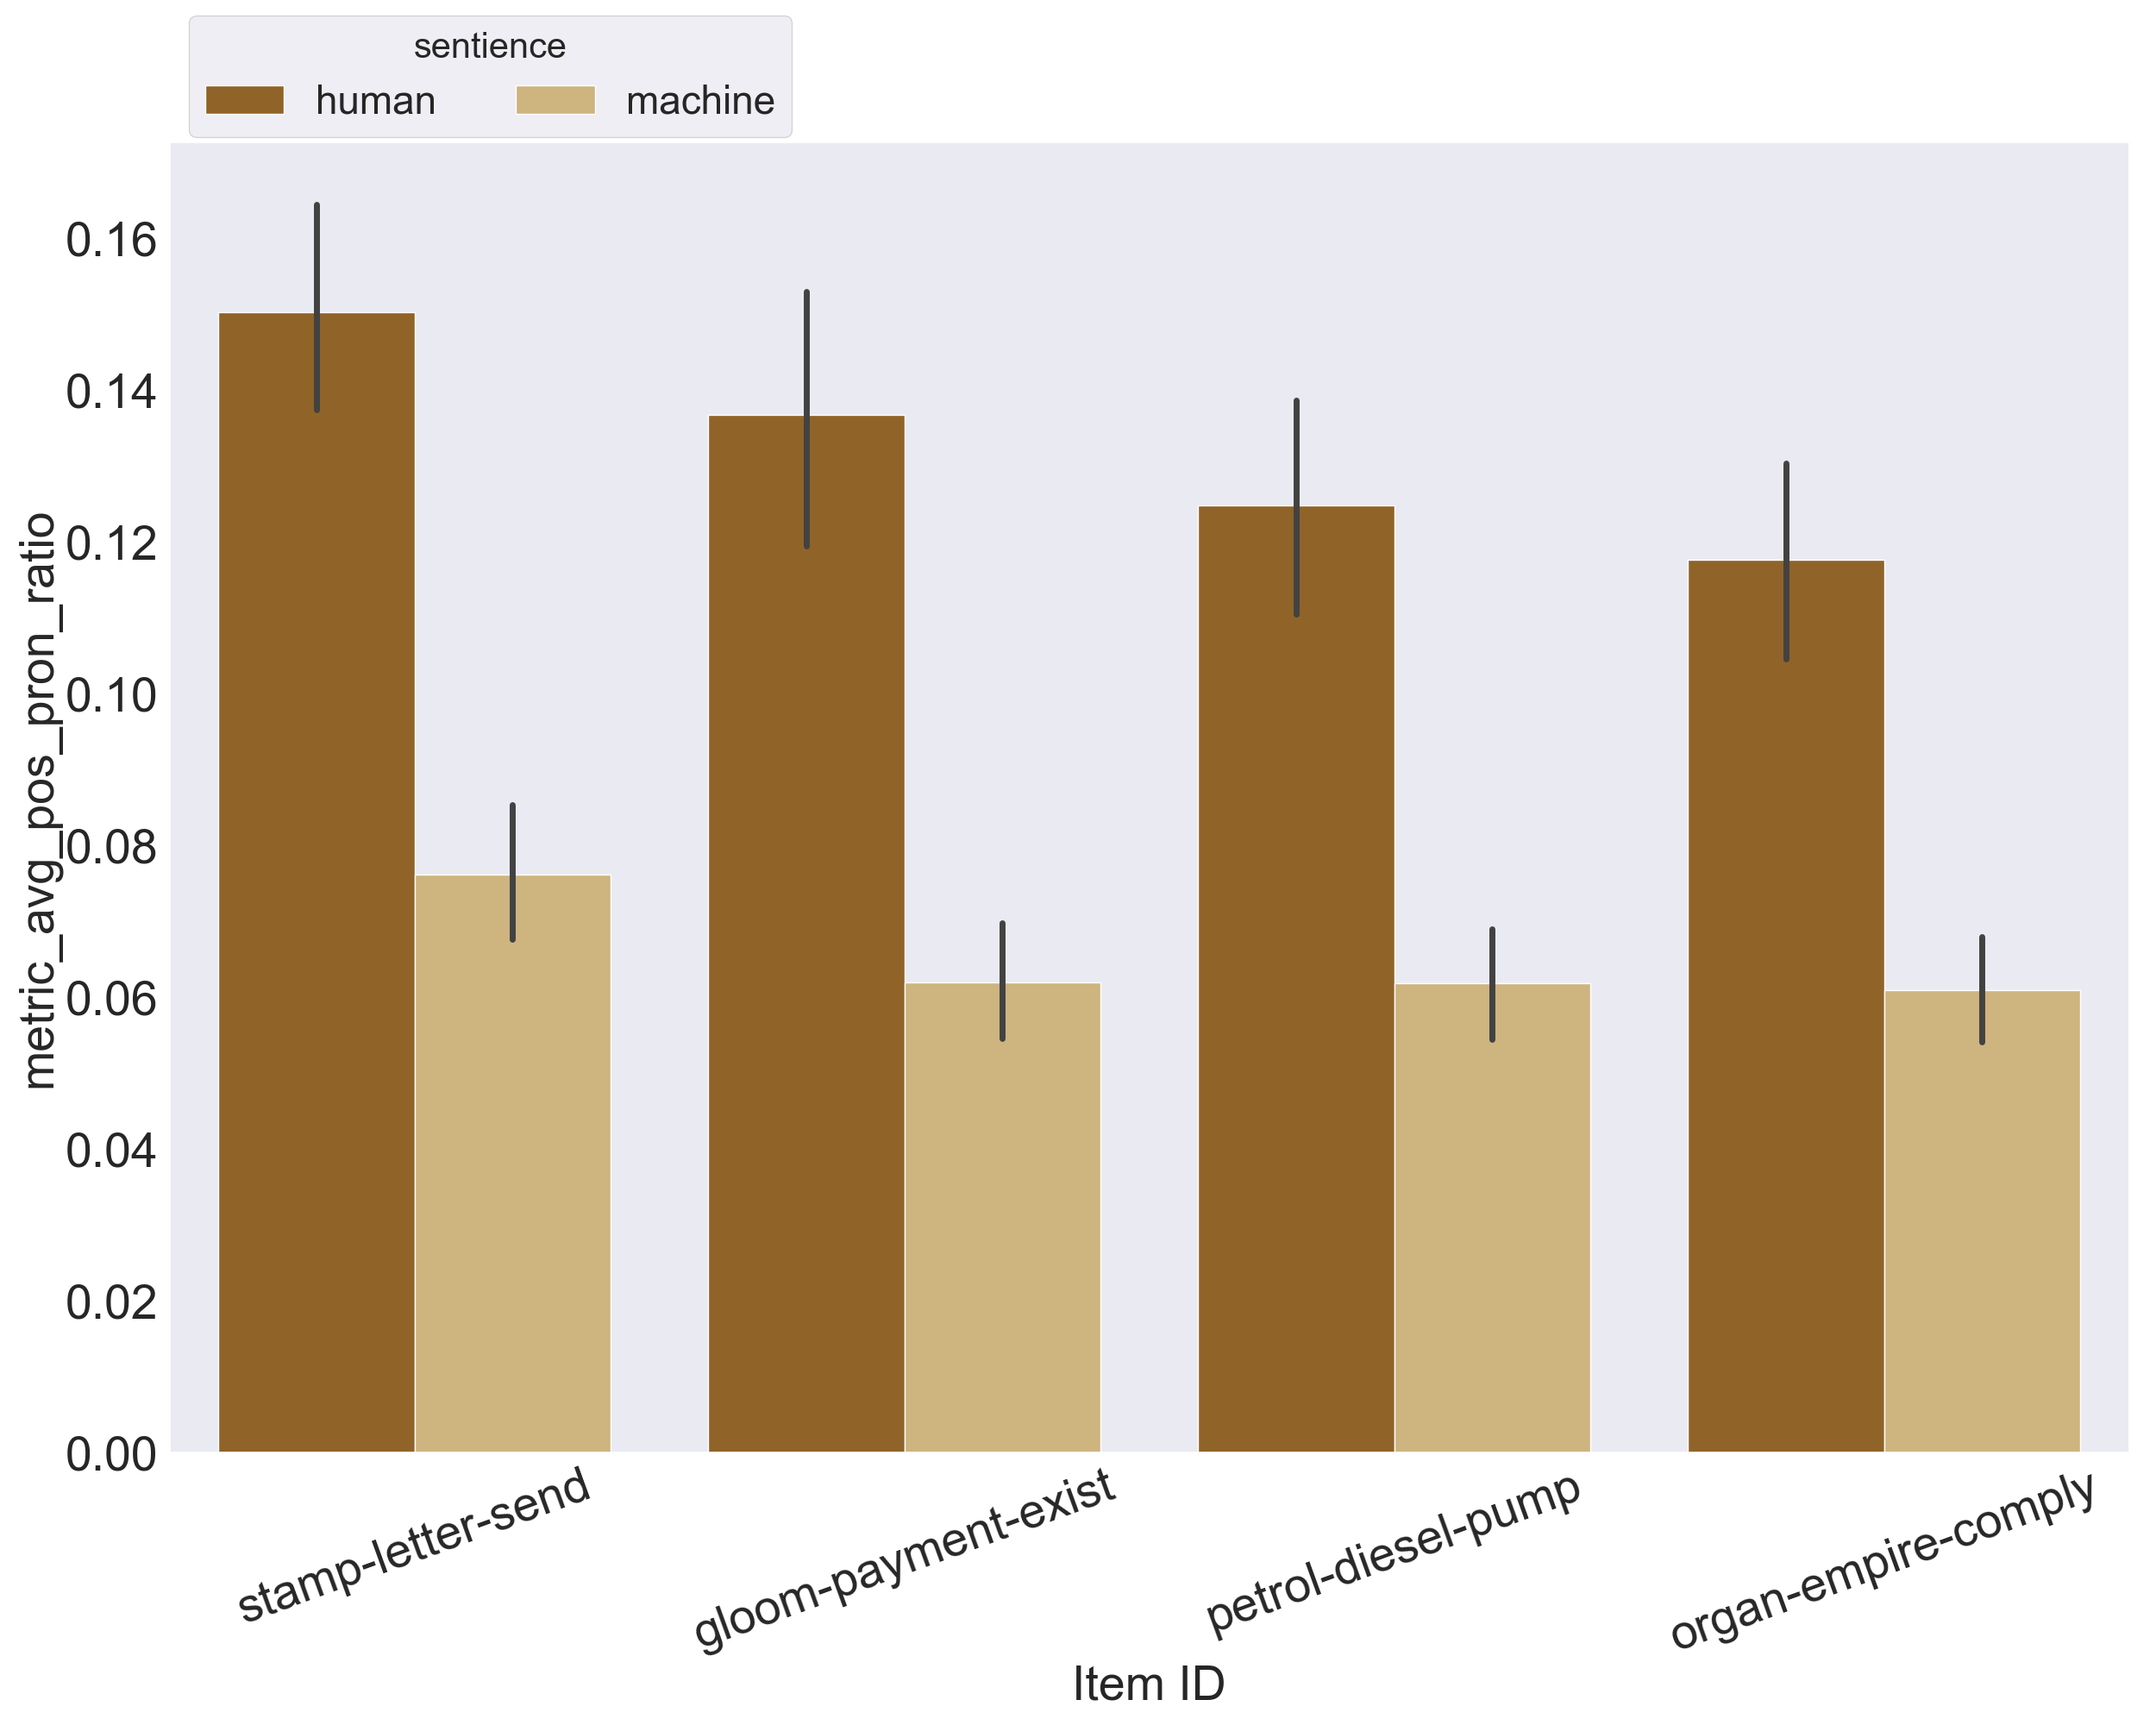 sentience
human machine
metric_avg_pos_pron_ratio
0.16
0.14
0.12
0.10
0.08
0.06
0.04
0.02
0.00
stamp-letter-send
gloom-payment-exist
petrol-diesel-pump
organ-empire-comply
Item ID